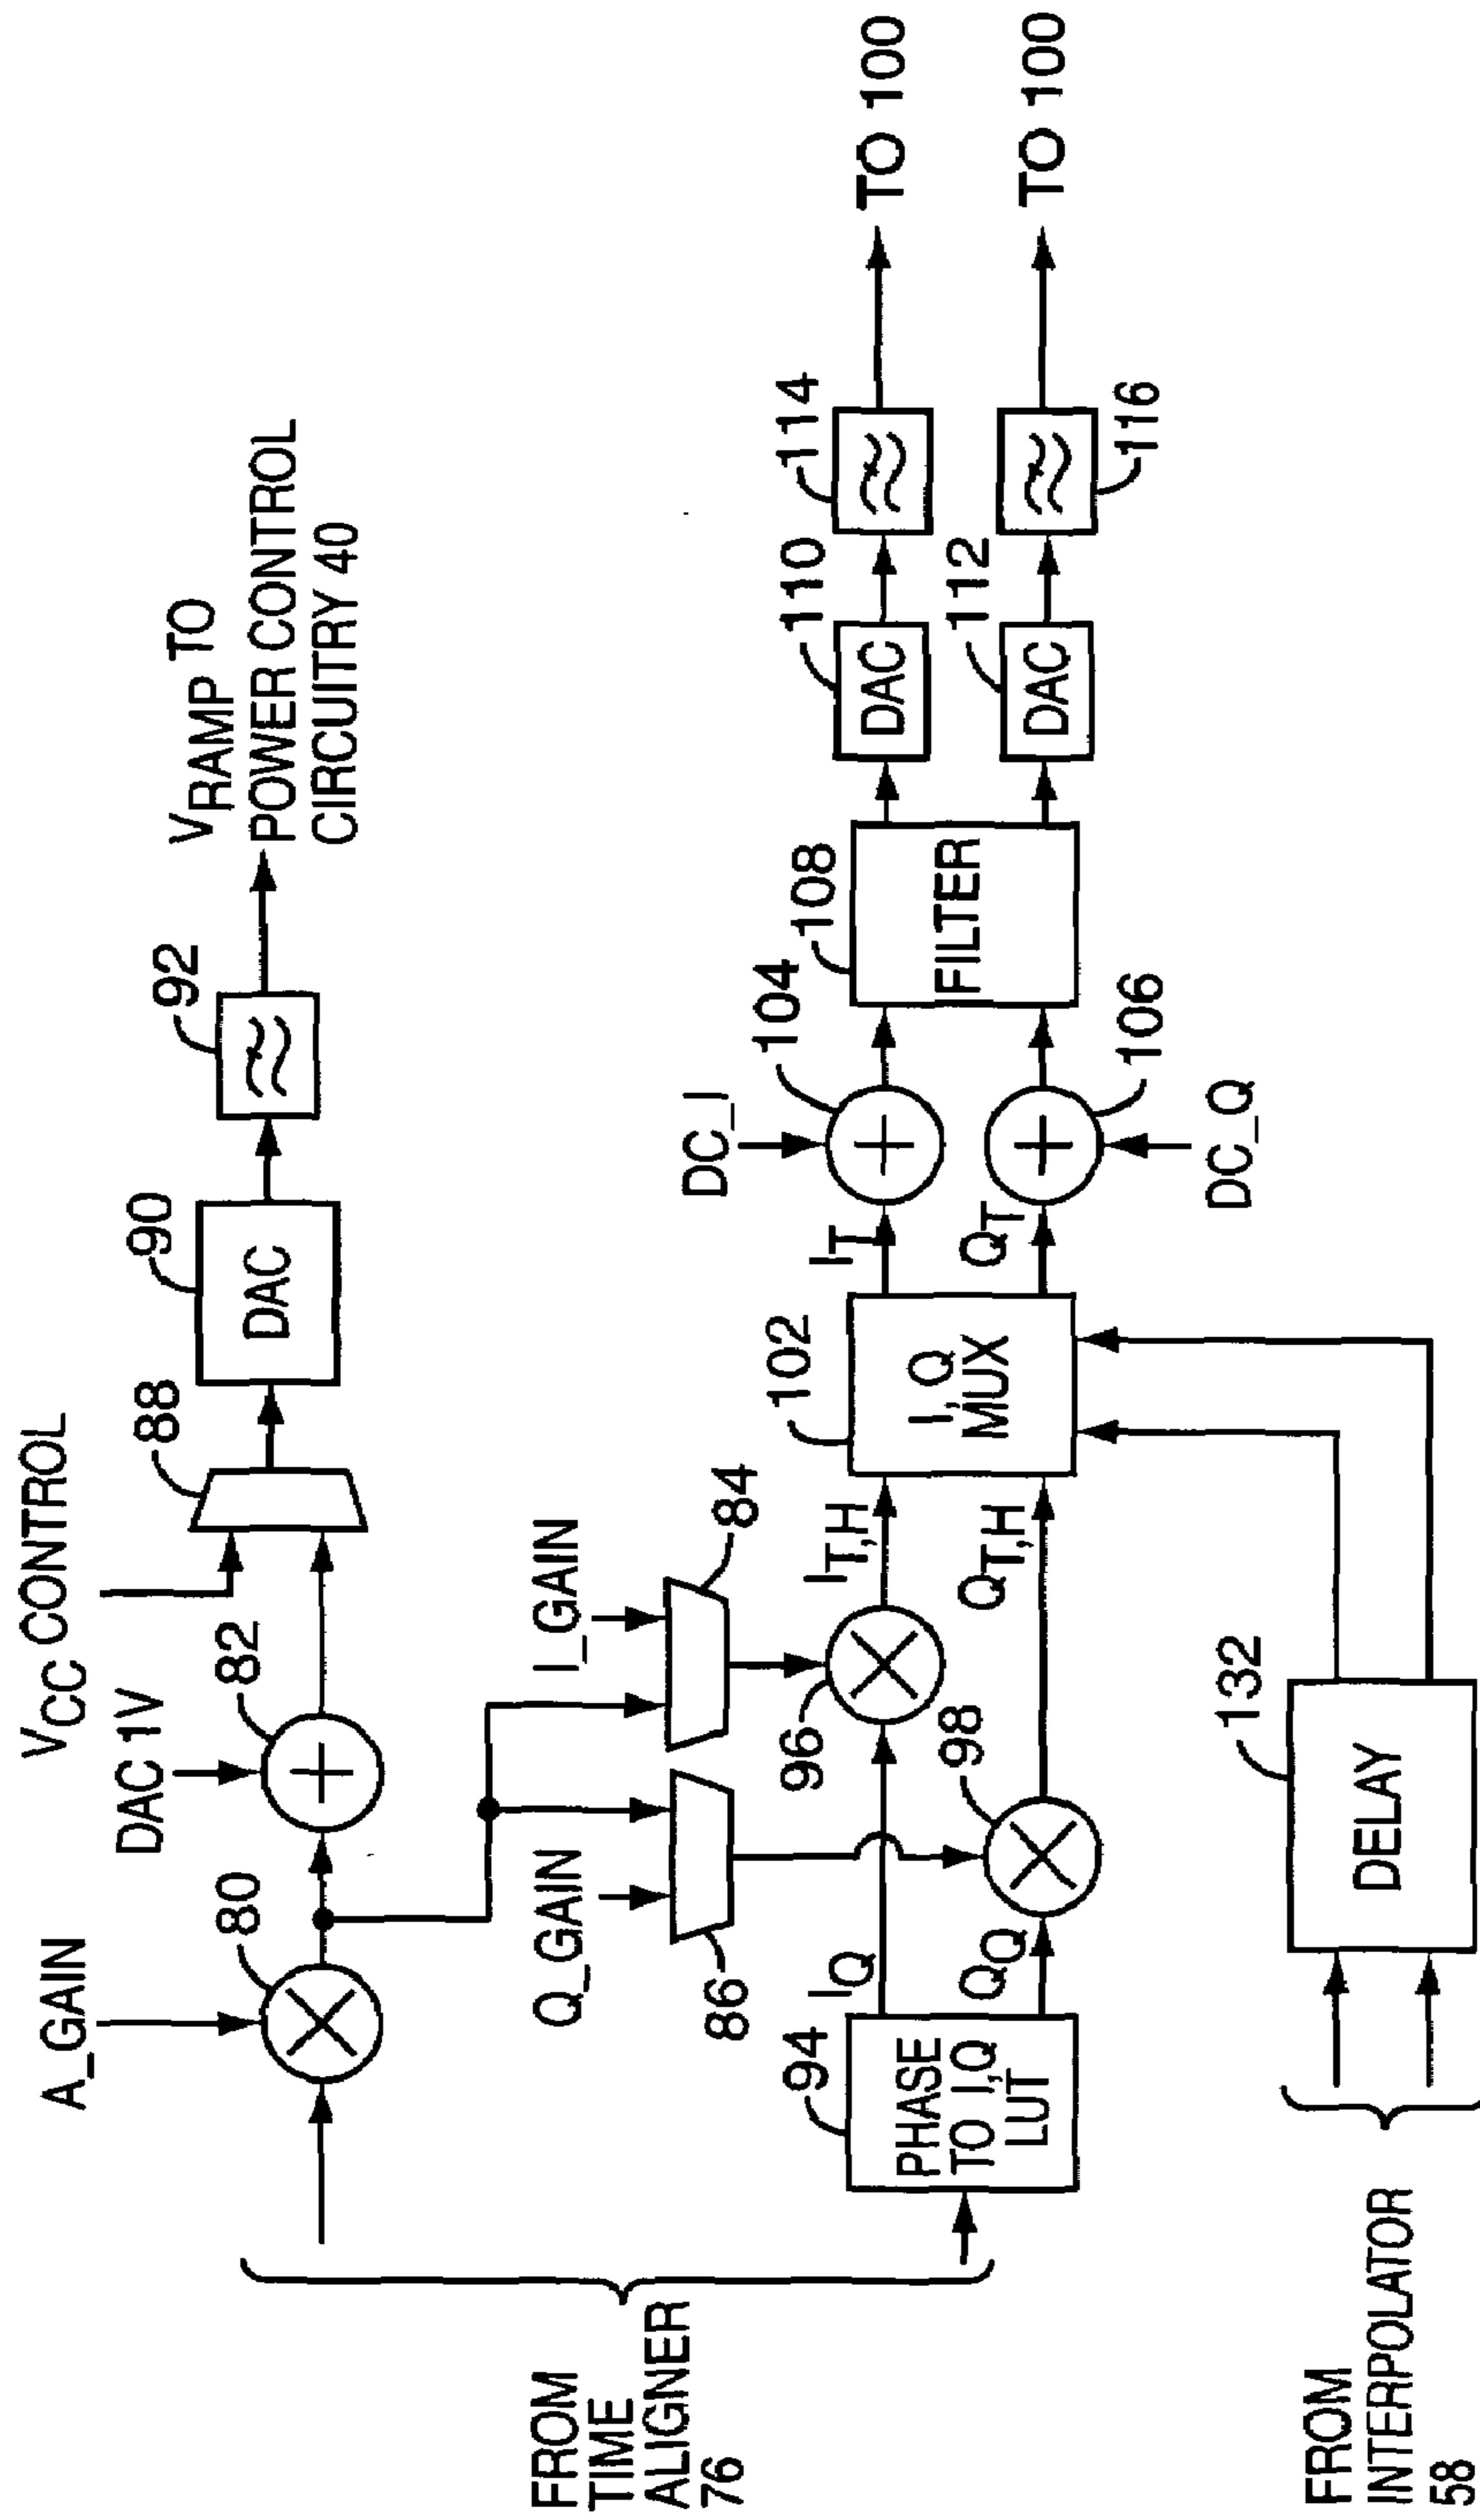 VCC CONTROL
A_GAIN
DAC 1V
80
82
88
90
DAC
92
VRAMP TO
POWER CONTROL
CIRCUITRY 40
FROM
TIME
ALIGNER
76
Q_GAIN
I_GAIN
86
84
94
PHASE
TO I,Q
LUT
IQ
QQ
96
98
IT,H
QT,H
102
I, Q
MUX
IT
QT
DC_I
DC_Q
104
106
108
FILTER
110
DAC
112
DAC
114
116
TO 100
TO 100
FROM
INTERPOLATOR
58
132
DELAY